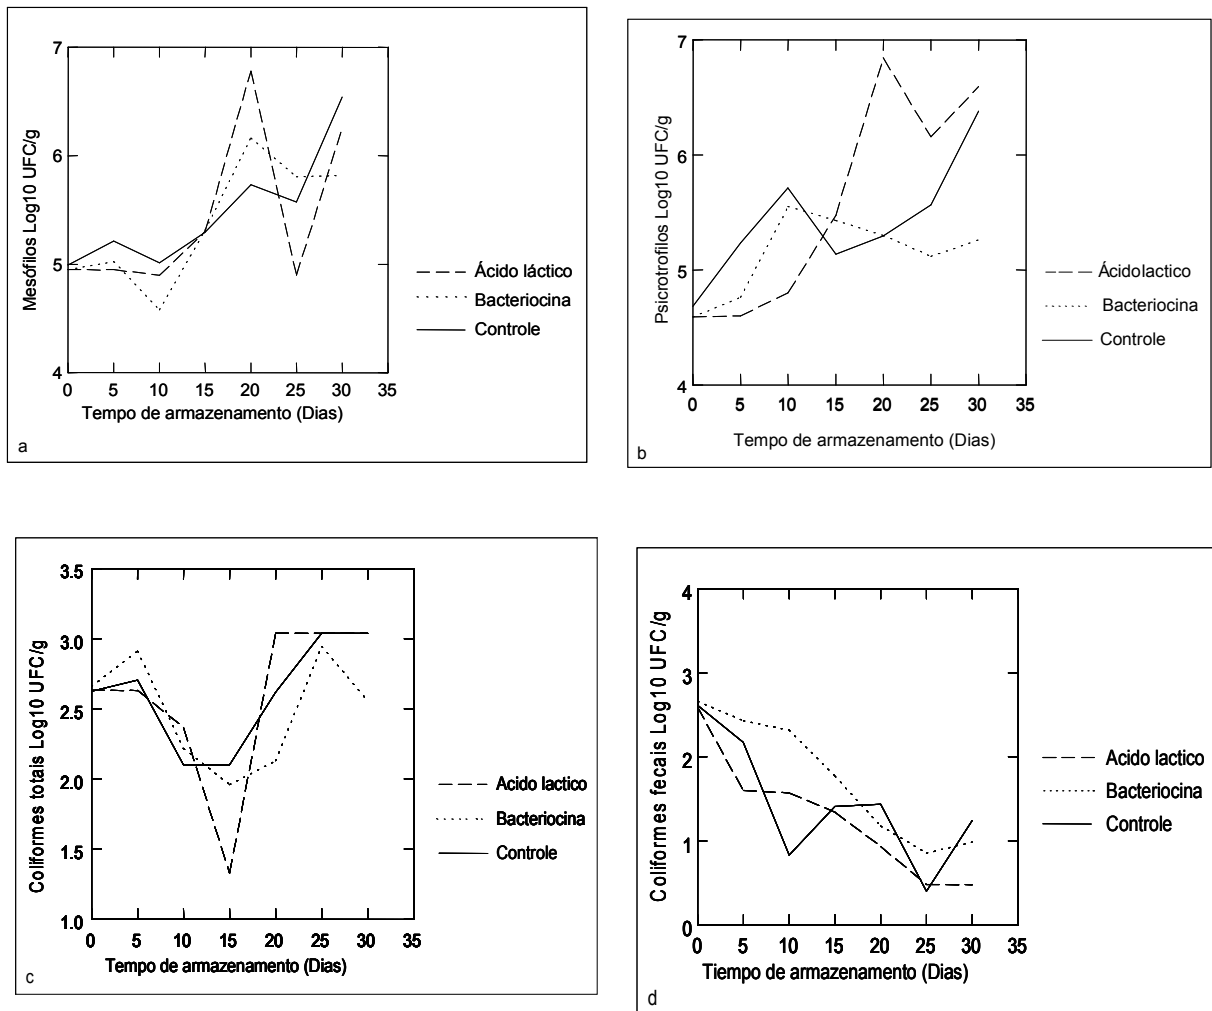 7
6
5
4
Mesófilos Log10 UFC/g
0 5 10 15 20 25 30 35
Tempo de armazenamento (Dias)
Ácido láctico
Bacteriocina
Controle
a
7
6
5
4
Psicrotrofilos Log10 UFC/g
0 5 10 15 20 25 30 35
Tempo de armazenamento (Dias)
Ácidolactico
Bacteriocina
Controle
b
3.5
3.0
2.5
2.0
1.5
1.0
Coliformes totais Log10 UFC/g
0 5 10 15 20 25 30 35
Tempo de armazenamento (Dias)
Acido lactico
Bacteriocina
Controle
c
4
3
2
1
0
Coliformes fecais Log10 UFC/g
0 5 10 15 20 25 30 35
Tiempo de armazenamento (Dias)
Acido lactico
Bacteriocina
Controle
d